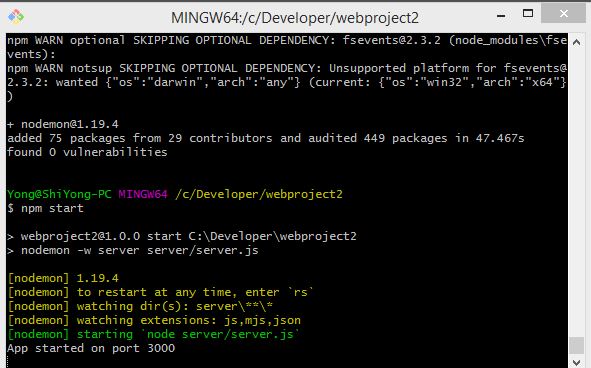 MINGW64:/c/Developer/webproject2
npm WARN optional SKIPPING OPTIONAL DEPENDENCY: fsevents@2.3.2 (node_modules\fse
vents):
npm WARN notsup SKIPPING OPTIONAL DEPENDENCY: Unsupported platform for fsevents@
2.3.2: wanted {"os":"darwin","arch":"any"} (current: {"os":"win32","arch":"x64"}
)
+ nodemon@1.19.4
added 75 packages from 29 contributors and audited 449 packages in 47.467s
found 0 vulnerabilities
Yong@ShiYong-PC MINGW64 /c/Developer/webproject2
$ npm start
> webproject2@1.0.0 start C:\Developer\webproject2
> nodemon -w server server/server.js
[nodemon] 1.19.4
[nodemon] to restart at any time, enter `rs`
[nodemon] watching dir(s): server\**\*
[nodemon] watching extensions: js,mjs,json
[nodemon] starting `node server/server.js`
App started on port 3000